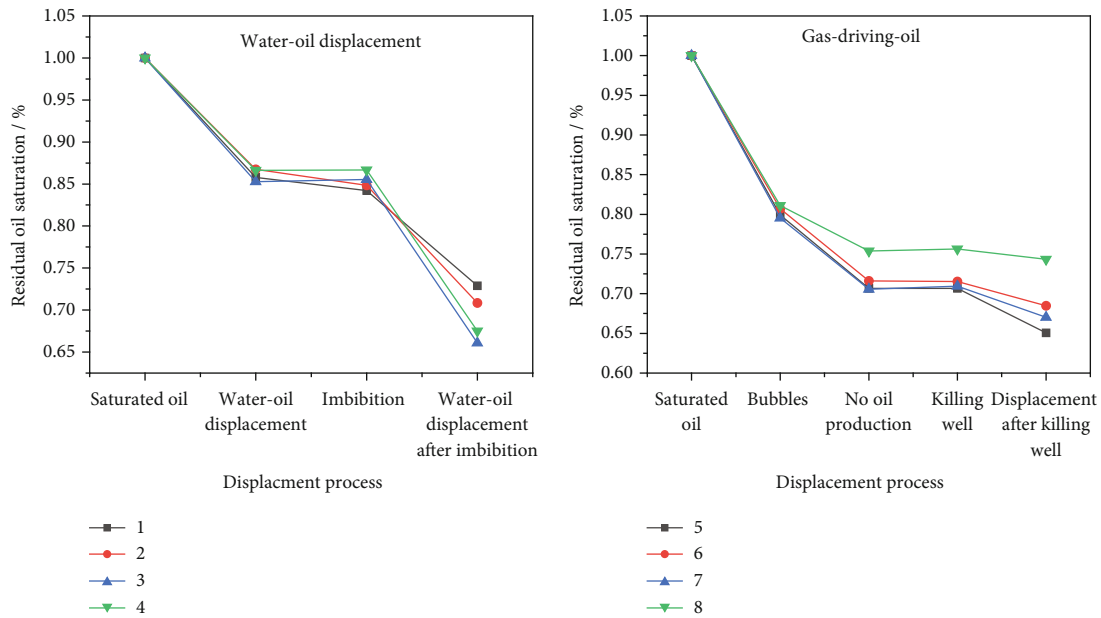 Water-oil displacement
1.05
1.00
0.95
0.90
0.85
0.80
0.75
0.70
0.65
Residual oil saturation / %
Saturated oil
Water-oil
displacement
Imbibition
Water-oil
displacement
after imbibition
Displacment process
1
2
3
4
Gas-driving-oil
1.05
1.00
0.95
0.90
0.85
0.80
0.75
0.70
0.65
0.60
Residual oil saturation / %
Saturated
oil
Bubbles
No oil
production
Killing
well
Displacement
after killing
well
Displacement process
5
6
7
8